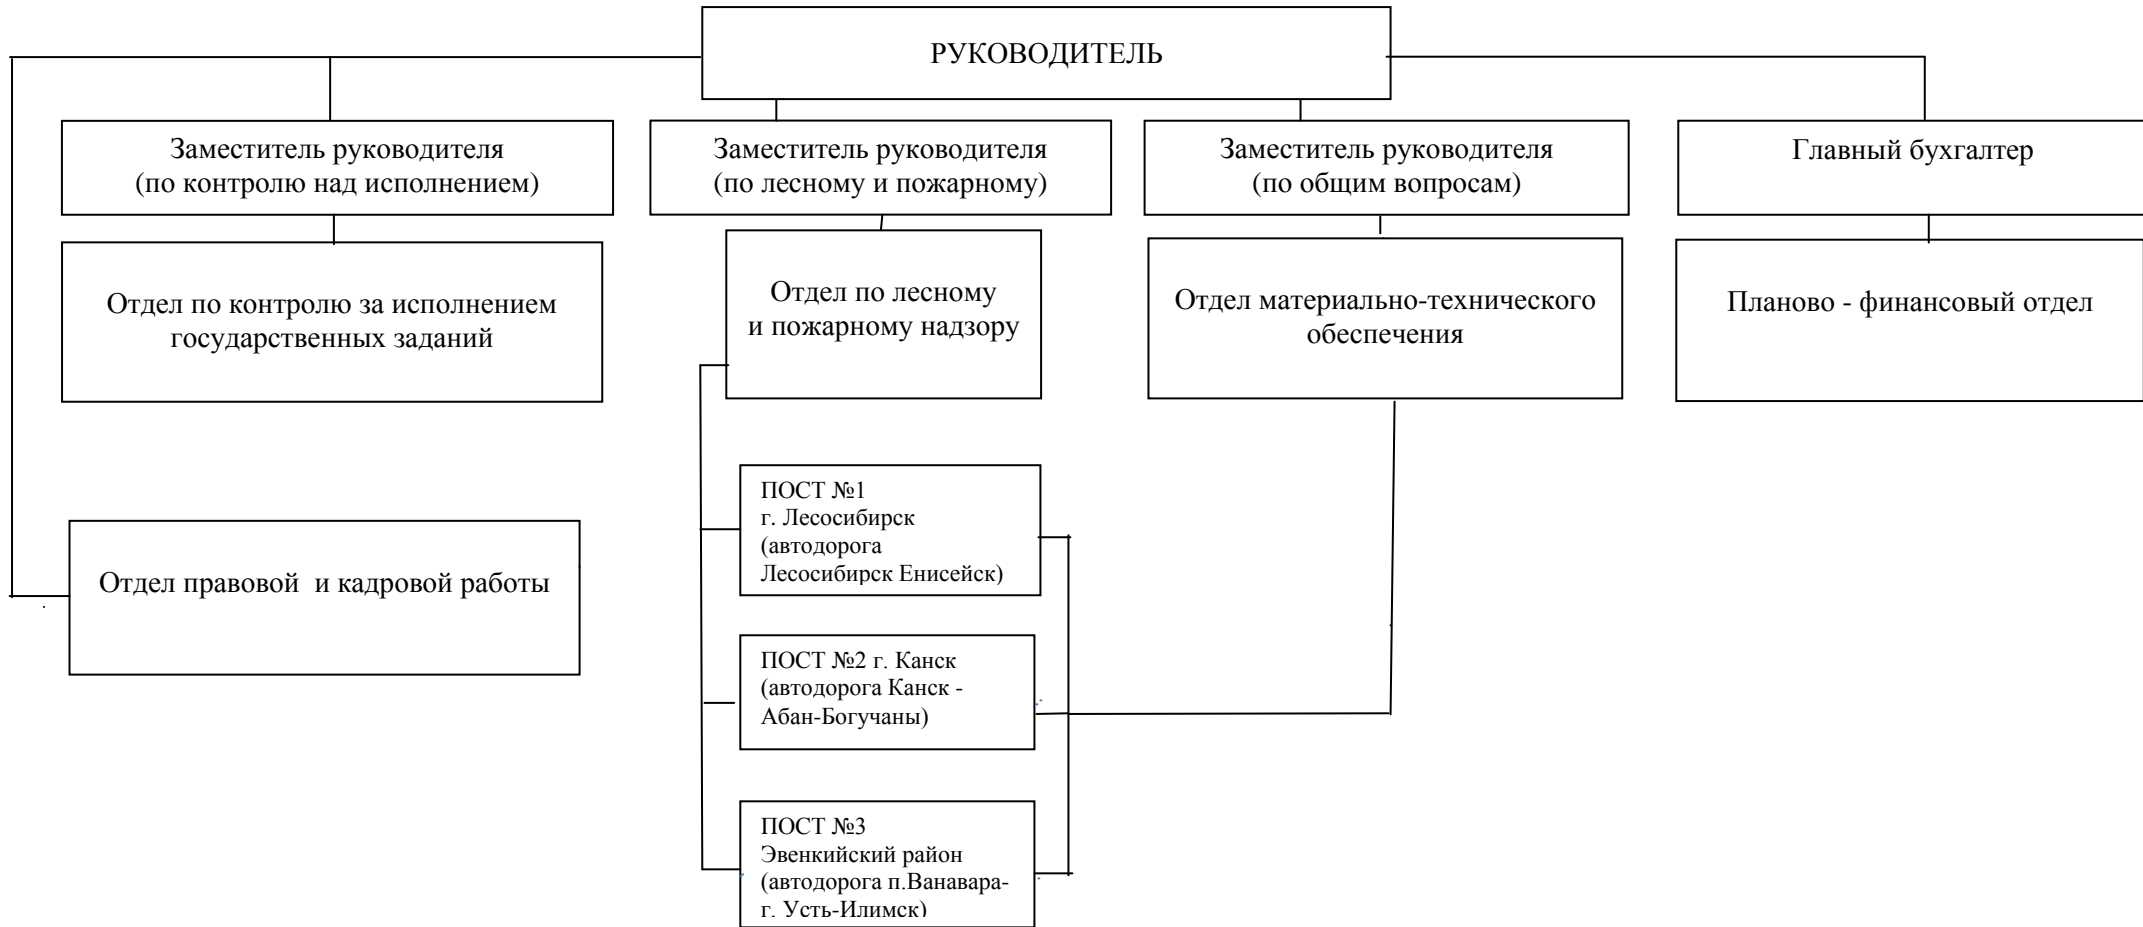 РУКОВОДИТЕЛЬ
Заместитель руководителя
(по контролю над исполнением)
Заместитель руководителя
(по лесному и пожарному)
Заместитель руководителя
(по общим вопросам)
Главный бухгалтер
Отдел по контролю за исполнением
государственных заданий
Отдел по лесному
и пожарному надзору
Отдел материально-технического
обеспечения
Планово - финансовый отдел
Отдел правовой и кадровой работы
ПОСТ №1
г. Лесосибирск
(автодорога
Лесосибирск Енисейск)
ПОСТ №2 г. Канск
(автодорога Канск -
Абан-Богучаны)
ПОСТ №3
Эвенкийский район
(автодорога п.Ванавара-
г. Усть-Илимск)